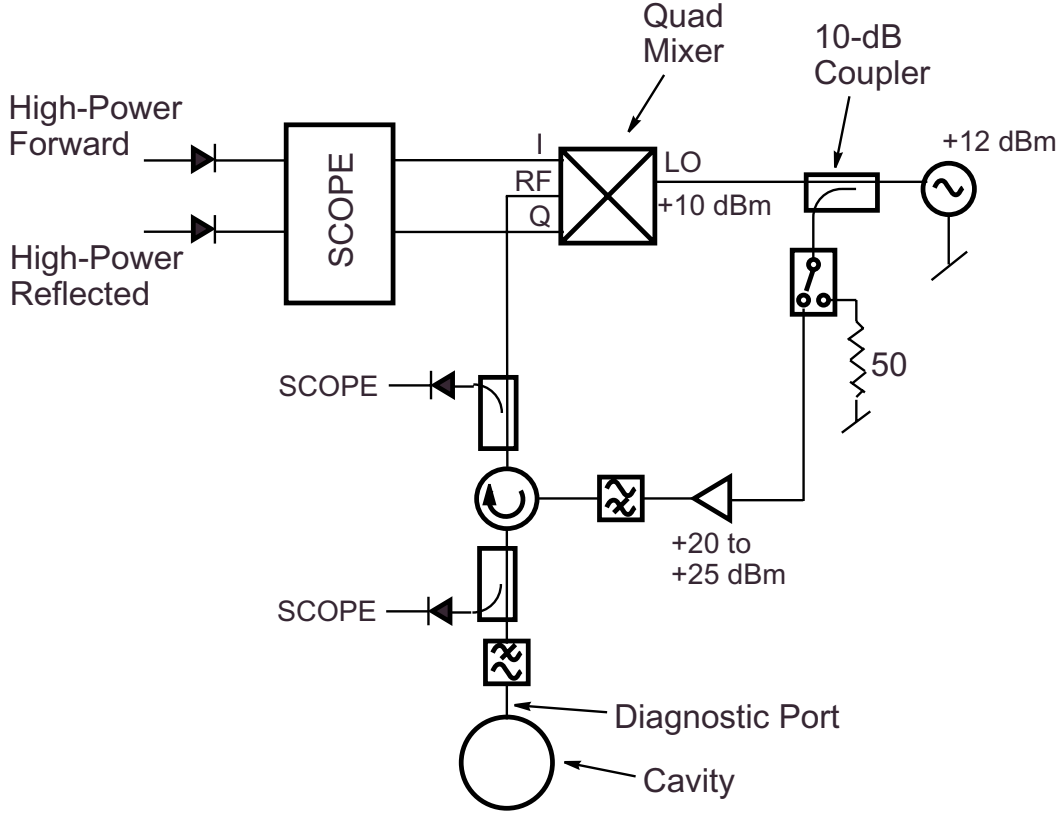 Quad
Mixer
10-dB
Coupler
High-Power
Forward
+12 dBm
SCOPE
I
RF
Q
LO
+10 dBm
High-Power
Reflected
50
SCOPE
+20 to
+25 dBm
SCOPE
Diagnostic Port
Cavity